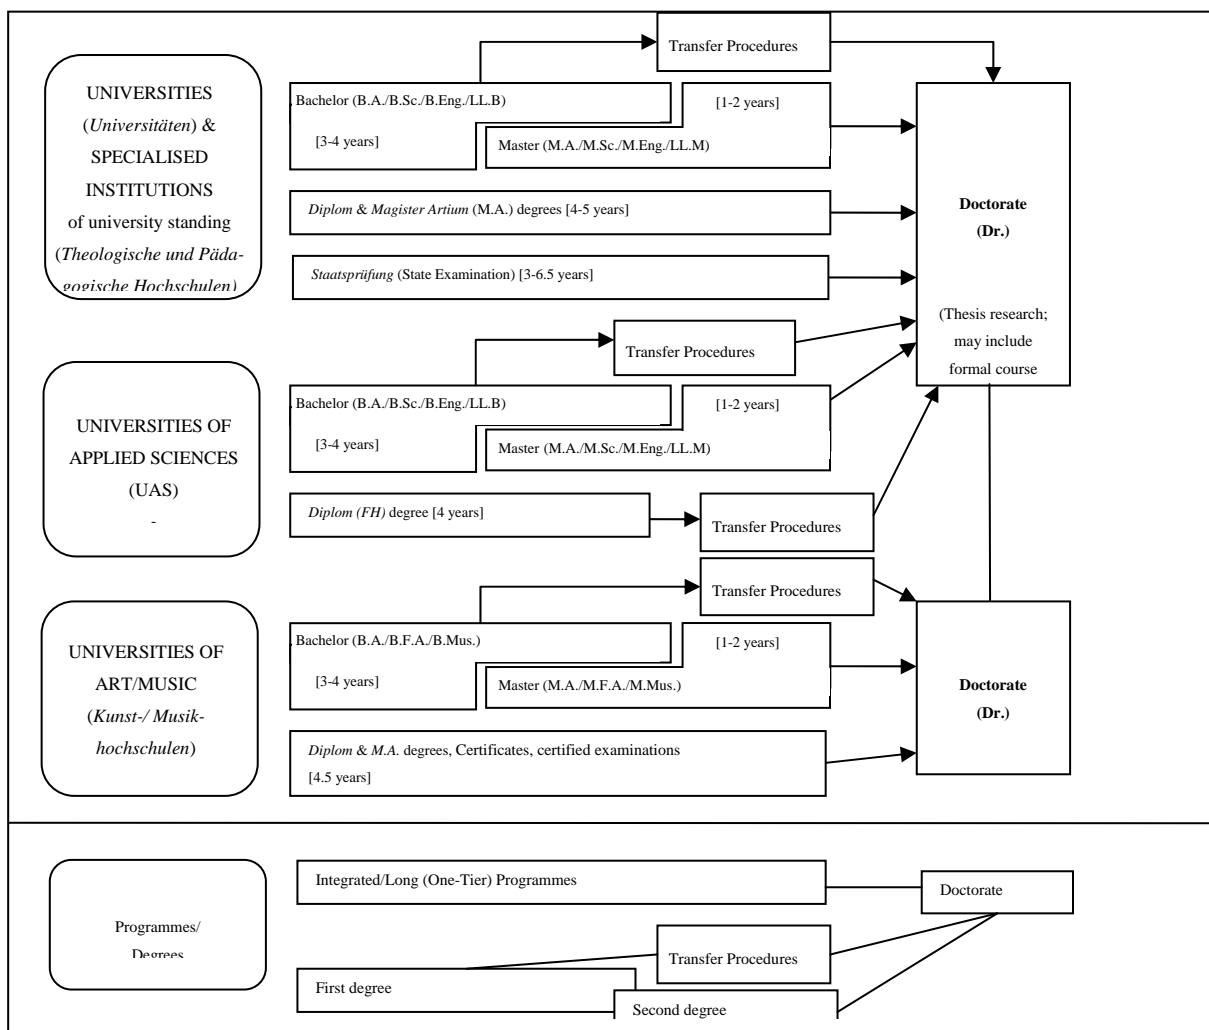 Transfer Procedures
UNIVERSITIES
(Universitäten) &
SPECIALISED
INSTITUTIONS
of university standing
(Theologische und Päda-
gogische Hochschulen)
Bachelor (B.A./B.Sc./B.Eng./LL.B)
[3-4 years]
[1-2 years]
Master (M.A./M.Sc./M.Eng./LL.M)
Diplom & Magister Artium (M.A.) degrees [4-5 years]
Staatsprüfung (State Examination) [3-6.5 years]
Doctorate
(Dr.)
(Thesis research;
may include
formal course
Transfer Procedures
UNIVERSITIES OF
APPLIED SCIENCES
(UAS)
-
Bachelor (B.A./B.Sc./B.Eng./LL.B)
[3-4 years]
[1-2 years]
Master (M.A./M.Sc./M.Eng./LL.M)
Diplom (FH) degree [4 years]
Transfer Procedures
Transfer Procedures
UNIVERSITIES OF
ART/MUSIC
(Kunst-/ Musik-
hochschulen)
Bachelor (B.A./B.F.A./B.Mus.)
[3-4 years]
[1-2 years]
Master (M.A./M.F.A./M.Mus.)
Diplom & M.A. degrees, Certificates, certified examinations
[4.5 years]
Doctorate
(Dr.)
Programmes/
Degrees
Integrated/Long (One-Tier) Programmes
Doctorate
Transfer Procedures
First degree
Second degree